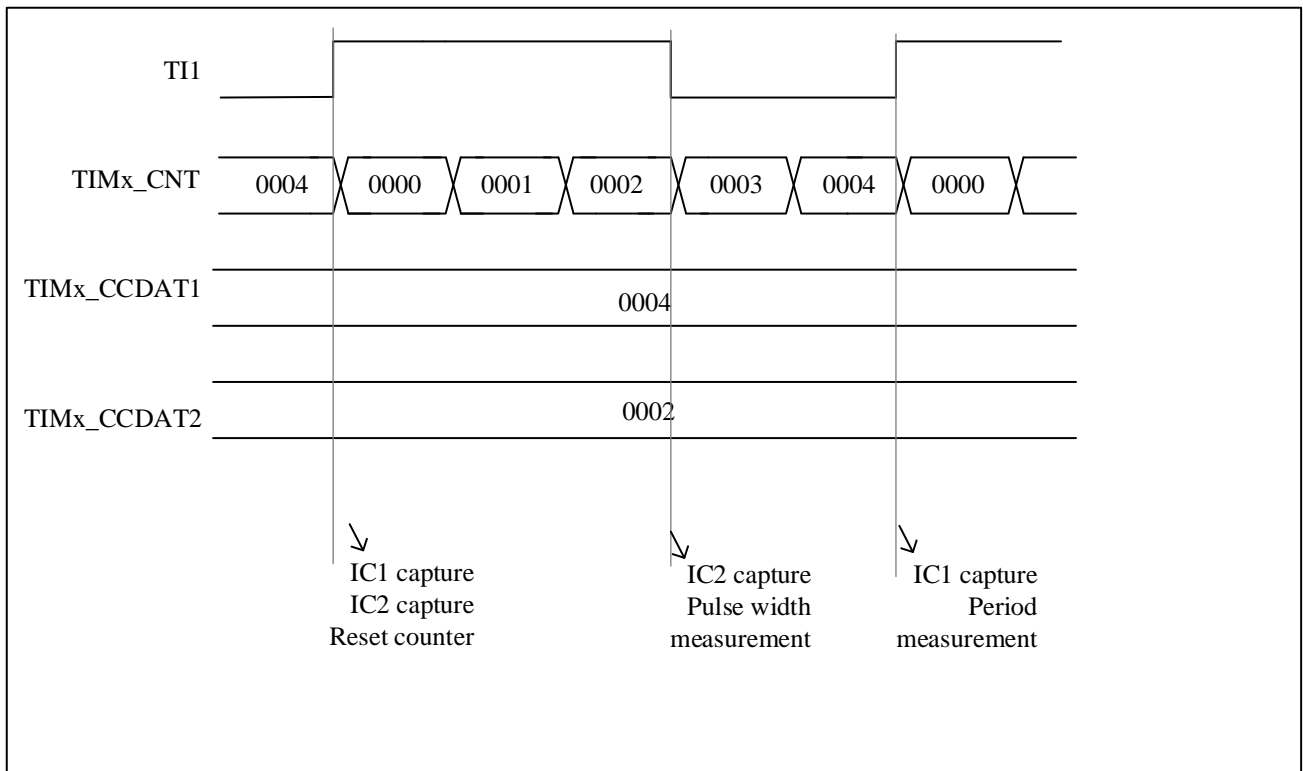 TI1
TIMx_CNT
0004
0000
0001
0002
0003
0004
0000
TIMx_CCDAT1
0004
TIMx_CCDAT2
0002
IC1 capture
IC2 capture
Reset counter
IC2 capture
Pulse width
measurement
IC1 capture
Period
measurement